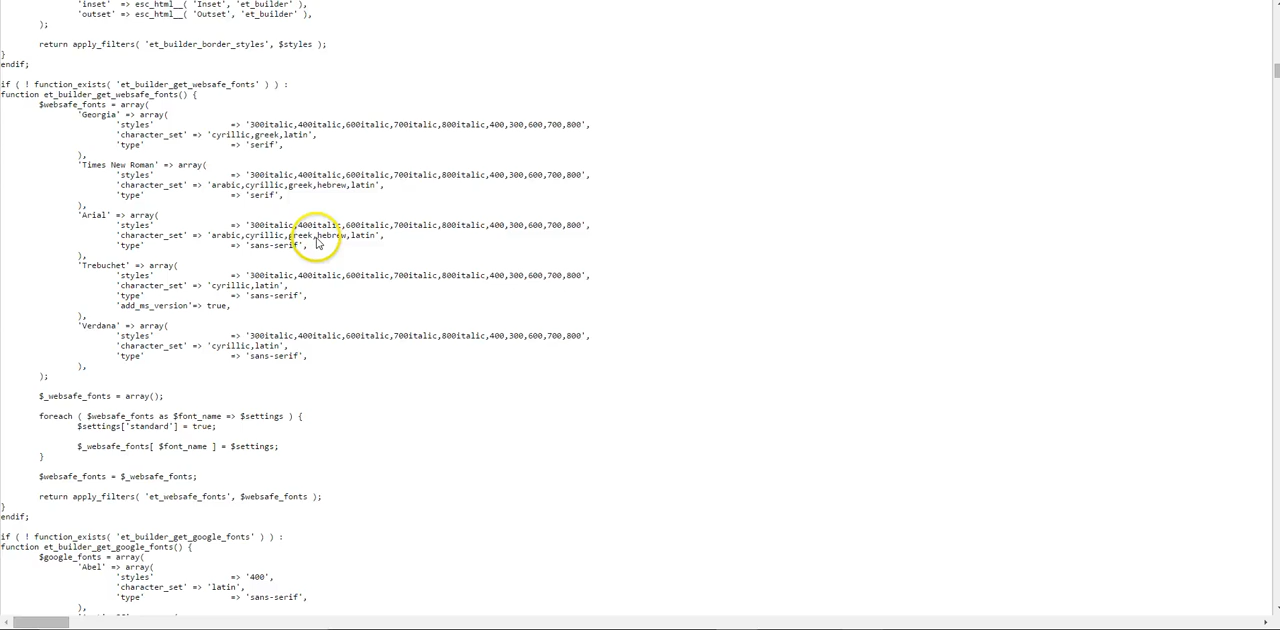 'inset'  => esc_html__( 'Inset', 'et_builder' ),
'outset' => esc_html__( 'Outset', 'et_builder' ),
);
return apply_filters( 'et_builder_border_styles', $styles );
}
endif;
if ( ! function_exists( 'et_builder_get_websafe_fonts' ) ) :
function et_builder_get_websafe_fonts() {
$websafe_fonts = array(
'Georgia' => array(
'styles' => '300italic,400italic,600italic,700italic,800italic,400,300,600,700,800',
'character_set' => 'cyrillic,greek,latin',
'type' => 'serif',
),
'Times New Roman' => array(
'styles' => '300italic,400italic,600italic,700italic,800italic,400,300,600,700,800',
'character_set' => 'arabic,cyrillic,greek,hebrew,latin',
'type' => 'serif',
),
'Arial' => array(
'styles' => '300italic,400italic,600italic,700italic,800italic,400,300,600,700,800',
'character_set' => 'arabic,cyrillic,greek,hebrew,latin',
'type' => 'sans-serif',
),
'Trebuchet' => array(
'styles' => '300italic,400italic,600italic,700italic,800italic,400,300,600,700,800',
'character_set' => 'cyrillic,latin',
'type' => 'sans-serif',
'add_ms_version'=> true,
),
'Verdana' => array(
'styles' => '300italic,400italic,600italic,700italic,800italic,400,300,600,700,800',
'character_set' => 'cyrillic,latin',
'type' => 'sans-serif',
),
);
$_websafe_fonts = array();
foreach ( $websafe_fonts as $font_name => $settings ) {
$settings['standard'] = true;
$_websafe_fonts[ $font_name ] = $settings;
}
$websafe_fonts = $_websafe_fonts;
return apply_filters( 'et_websafe_fonts', $websafe_fonts );
}
endif;
if ( ! function_exists( 'et_builder_get_google_fonts' ) ) :
function et_builder_get_google_fonts() {
$google_fonts = array(
'Abel' => array(
'styles' => '400',
'character_set' => 'latin',
'type' => 'sans-serif',
),